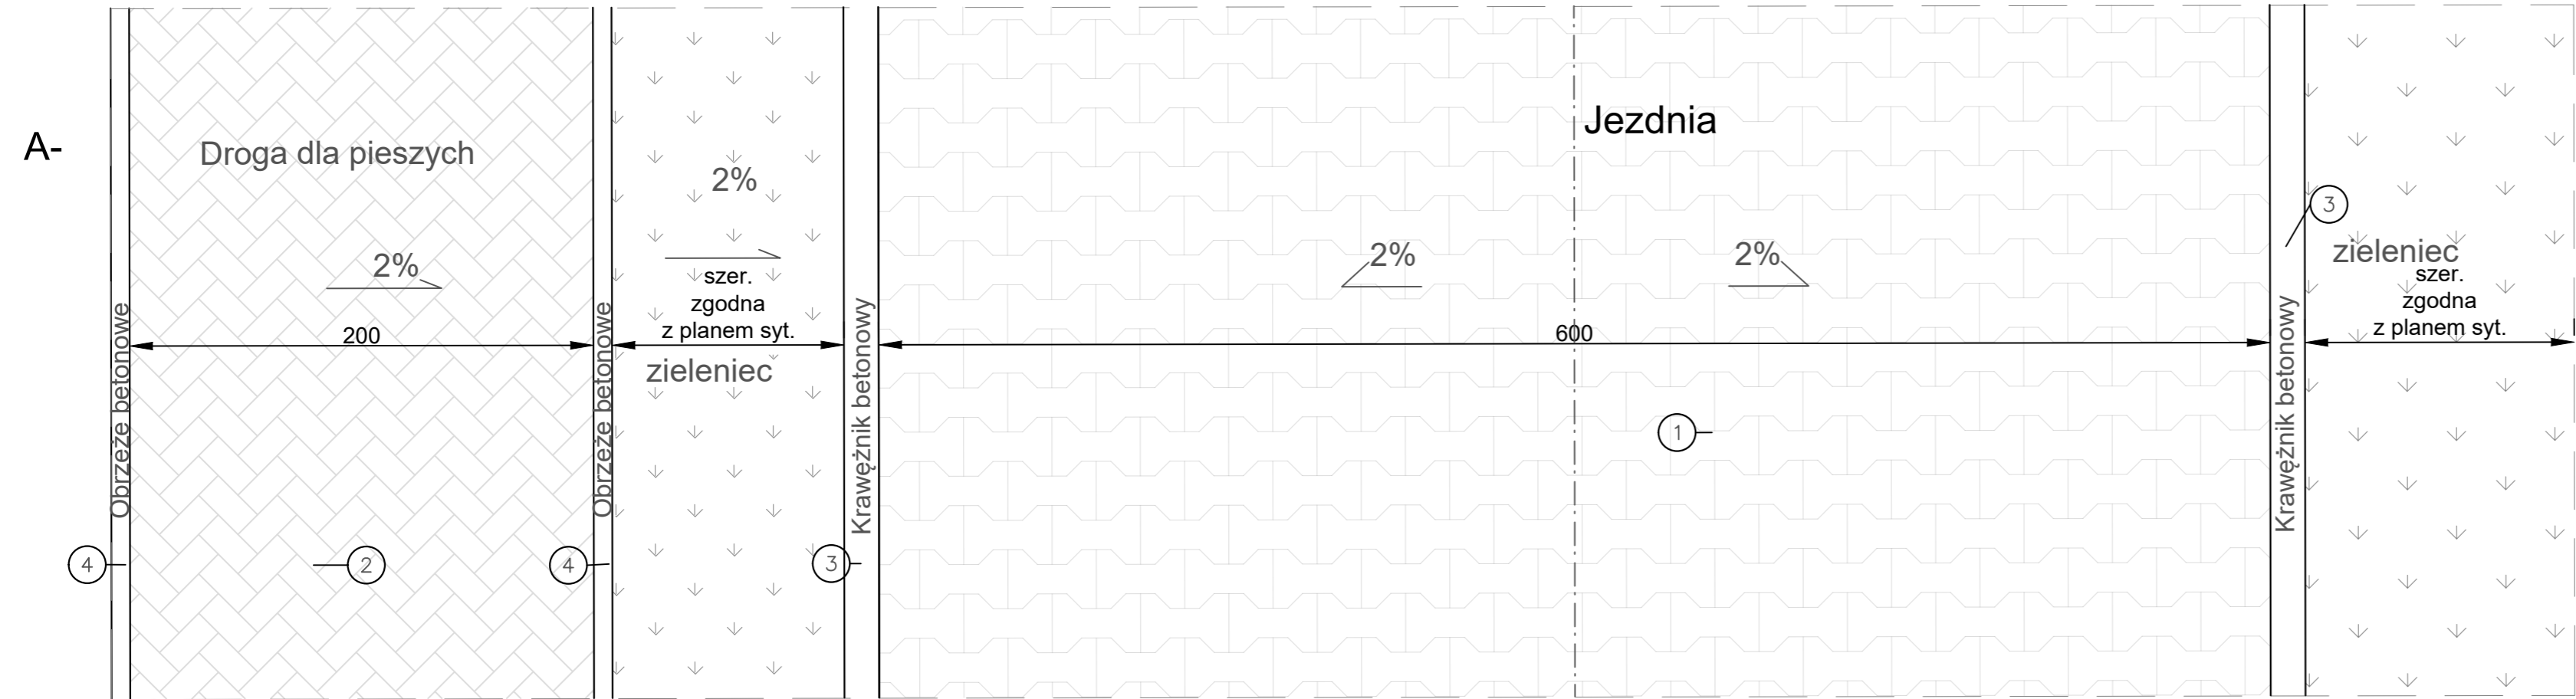 A-
Droga dla pieszych
2%
200
Obrzeże betonowe
4
2
Obrzeże betonowe
4
2%
szer.
zgodna
z planem syt.
zieleniec
Krawężnik betonowy
3
Jezdnia
2%
2%
600
1
3
Krawężnik betonowy
zieleniec
szer.
zgodna
z planem syt.